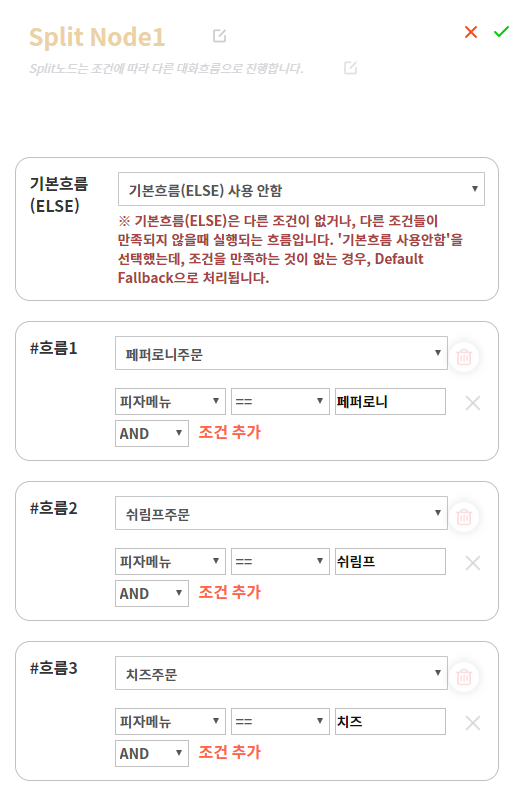 Split Node1
Split노드는 조건에 따라 다른 대화흐름으로 진행합니다.
기본흐름
(ELSE)
기본흐름(ELSE) 사용 안함
※ 기본흐름(ELSE)은 다른 조건이 없거나, 다른 조건들이
만족되지 않을때 실행되는 흐름입니다. '기본흐름 사용안함'을
선택했는데, 조건을 만족하는 것이 없는 경우, Default
Fallback으로 처리됩니다.
#흐름1
페퍼로니주문
피자메뉴 == 페퍼로니
AND 조건 추가
#흐름2
쉬림프주문
피자메뉴 == 쉬림프
AND 조건 추가
#흐름3
치즈주문
피자메뉴 == 치즈
AND 조건 추가